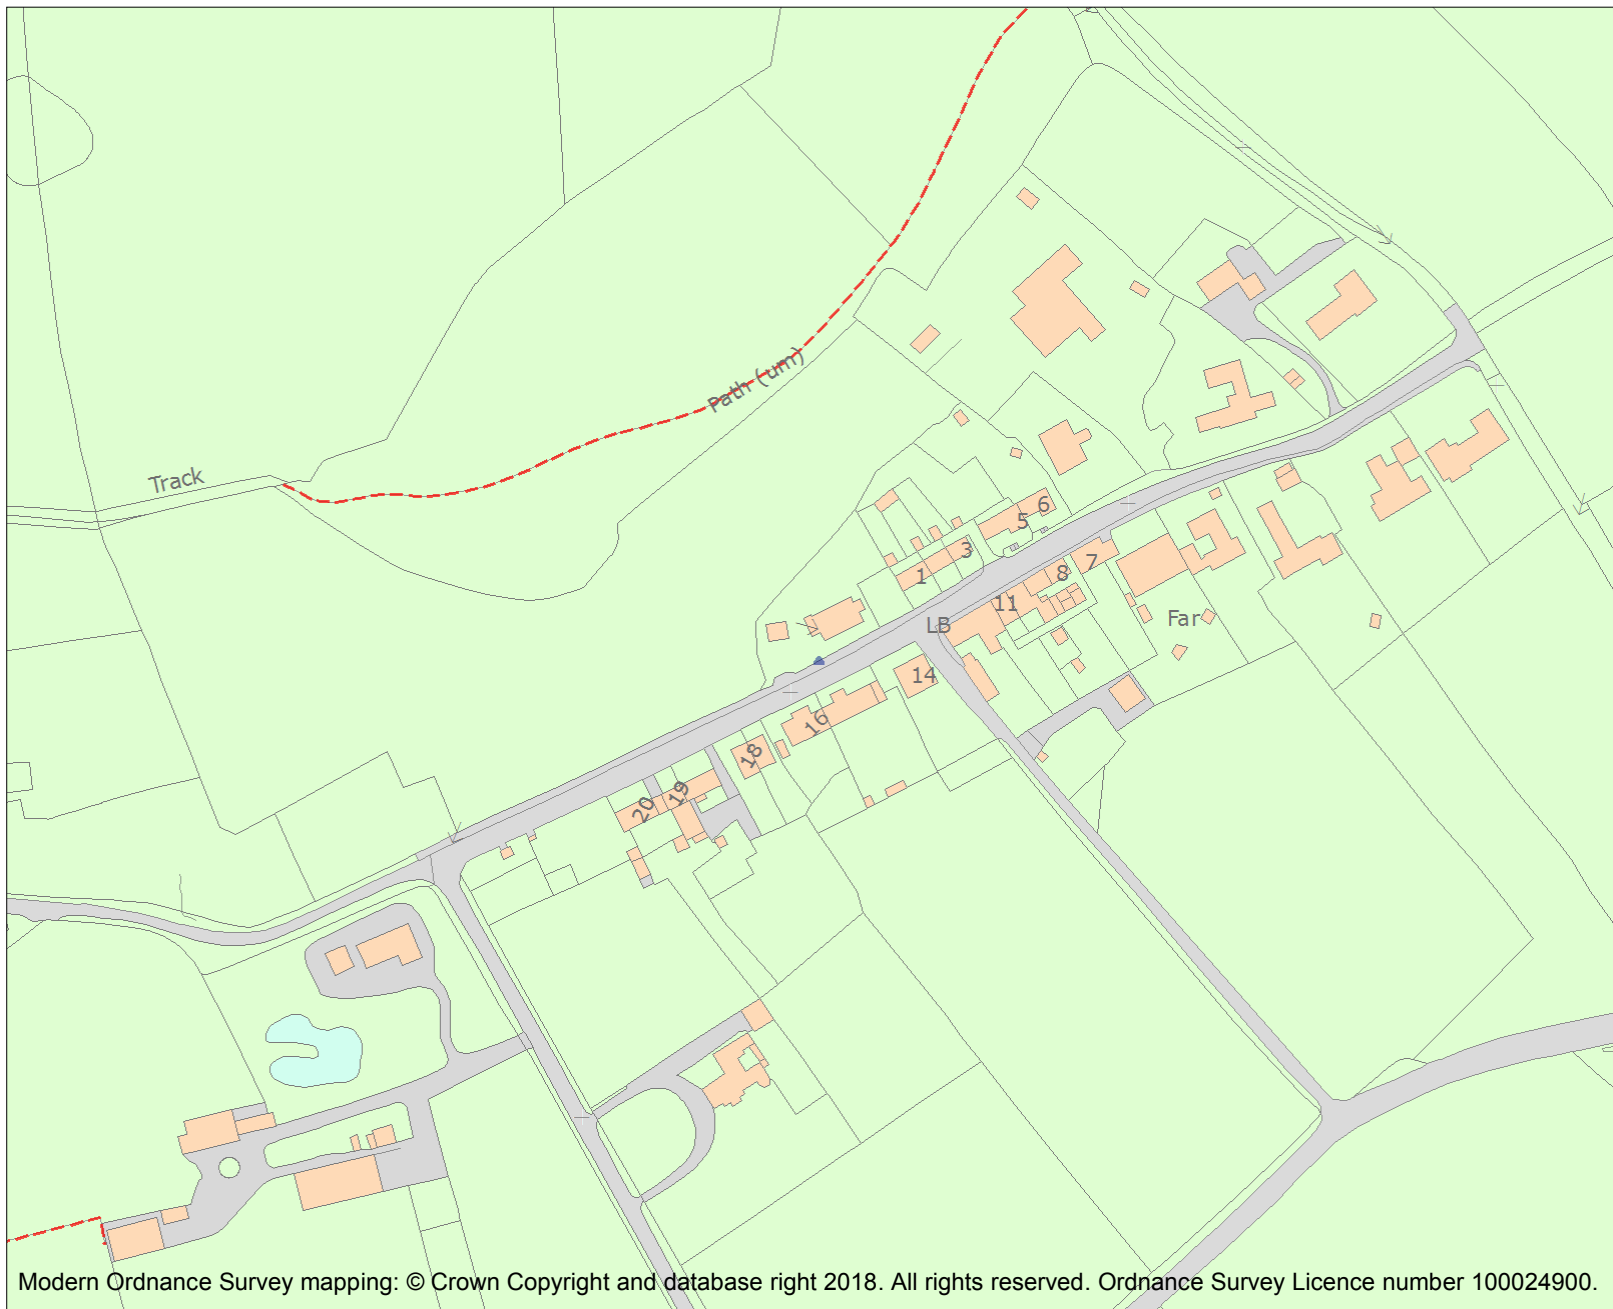 Path (um)
Track
6
5
3
1
7
8
11
LB
Far
14
16
18
19
20
Modern Ordnance Survey mapping: © Crown Copyright and database right 2018. All rights reserved. Ordnance Survey Licence number 100024900.